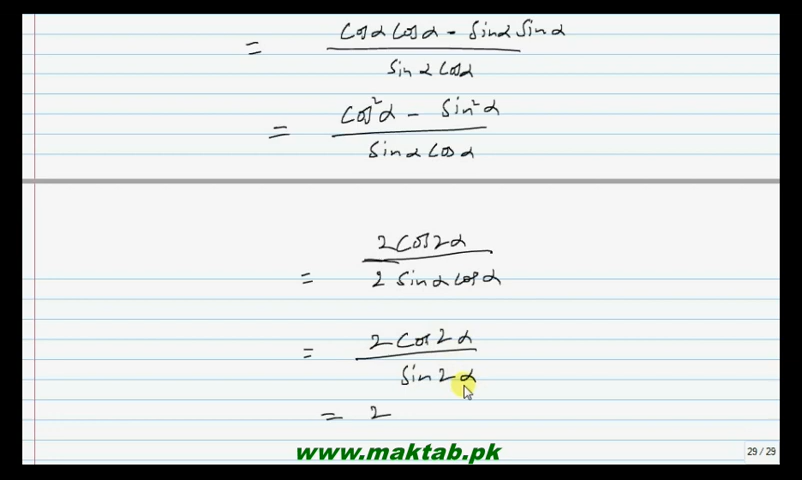 = Cosα Cosα - Sinα Sinα
Sinα Cosα
= Cos²α - Sin²α
Sinα Cosα
= 2Cos2α
2 Sinα Cosα
= 2Cos2α
Sin2α
= 2
www.maktab.pk
29 / 29